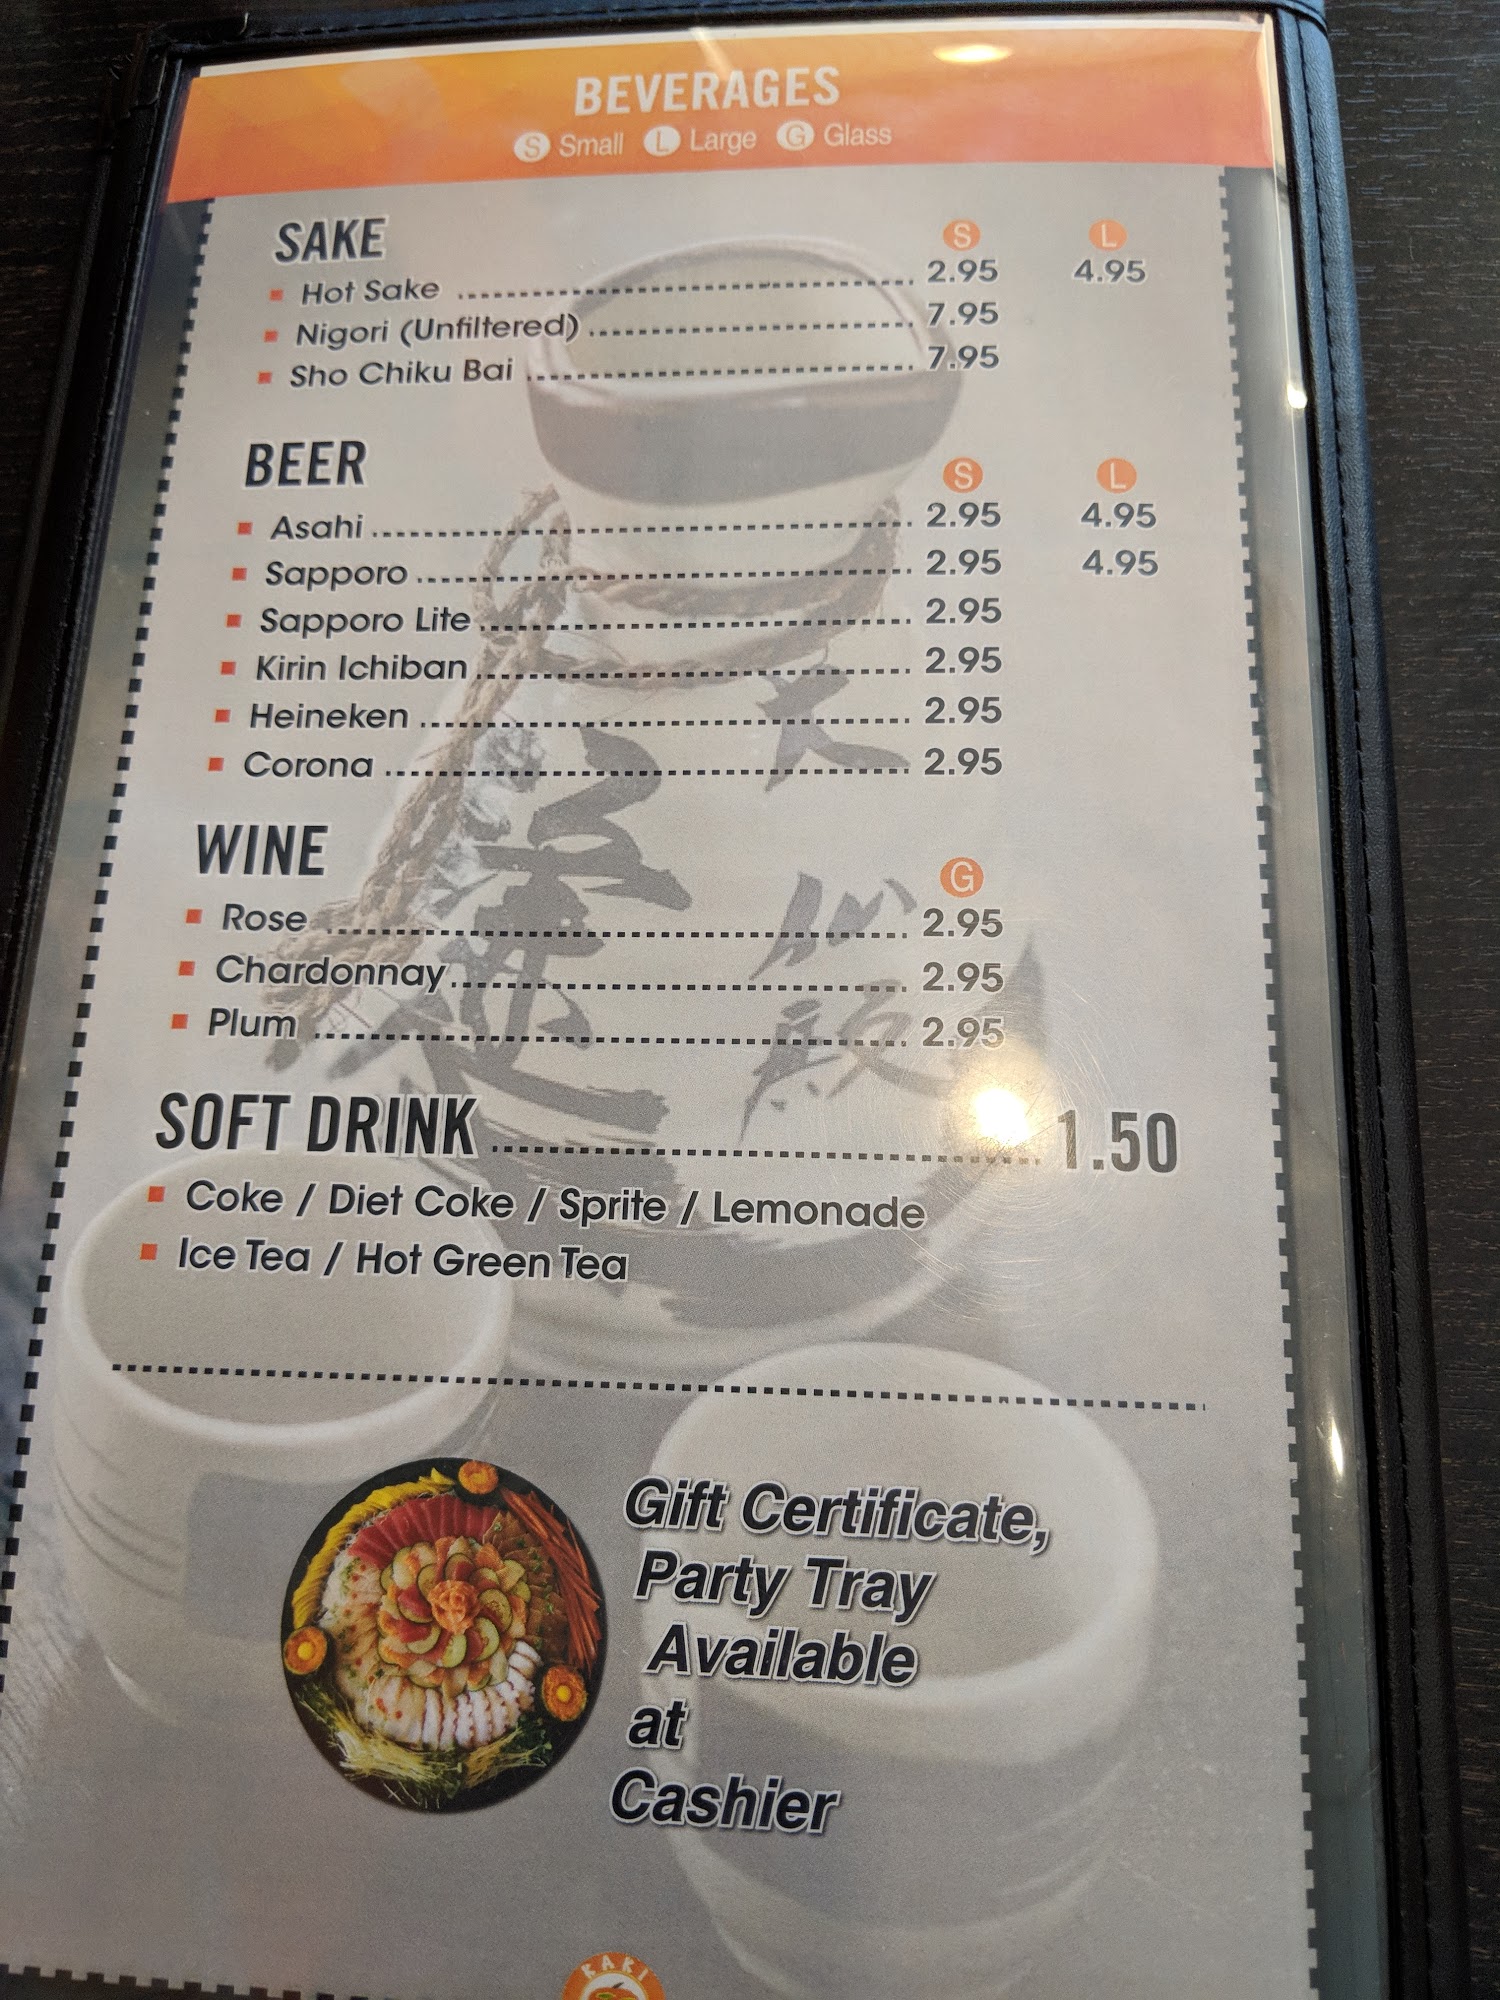 BEVERAGES
S Small L Large G Glass
SAKE S L
Hot Sake 2.95 4.95
Nigori (Unfiltered) 7.95
Sho Chiku Bai 7.95
BEER S L
Asahi 2.95 4.95
Sapporo 2.95 4.95
Sapporo Lite 2.95
Kirin Ichiban 2.95
Heineken 2.95
Corona 2.95
WINE G
Rose 2.95
Chardonnay 2.95
Plum 2.95
SOFT DRINK 1.50
Coke / Diet Coke / Sprite / Lemonade
Ice Tea / Hot Green Tea
Gift Certificate,
Party Tray
Available
at
Cashier
KAKI